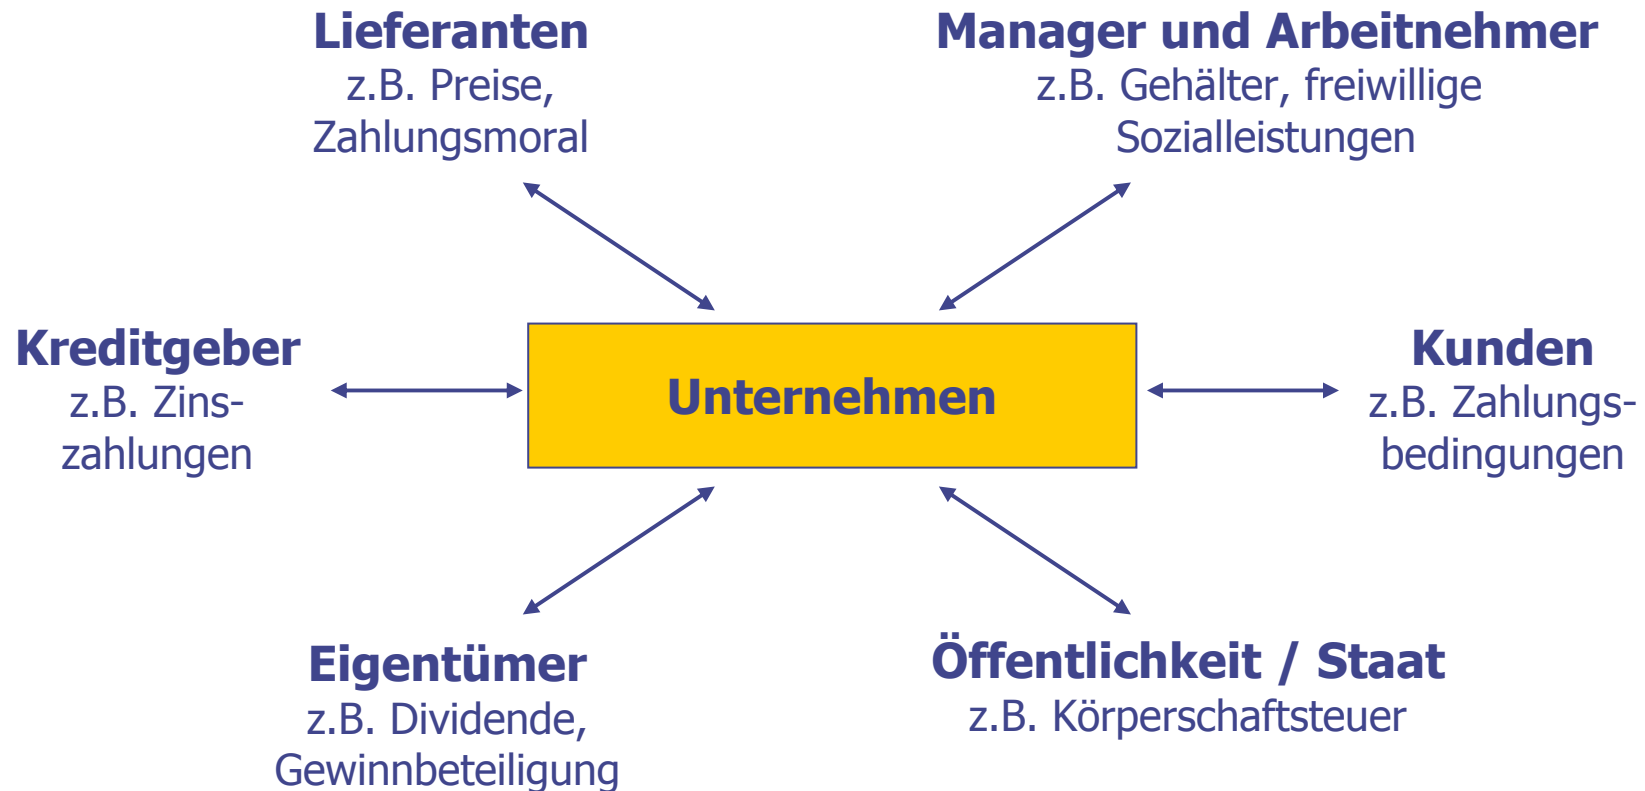 Lieferanten
z.B. Preise,
Zahlungsmoral
Manager und Arbeitnehmer
z.B. Gehälter, freiwillige
Sozialleistungen
Kreditgeber
z.B. Zins-
zahlungen
Unternehmen
Kunden
z.B. Zahlungs-
bedingungen
Eigentümer
z.B. Dividende,
Gewinnbeteiligung
Öffentlichkeit / Staat
z.B. Körperschaftsteuer